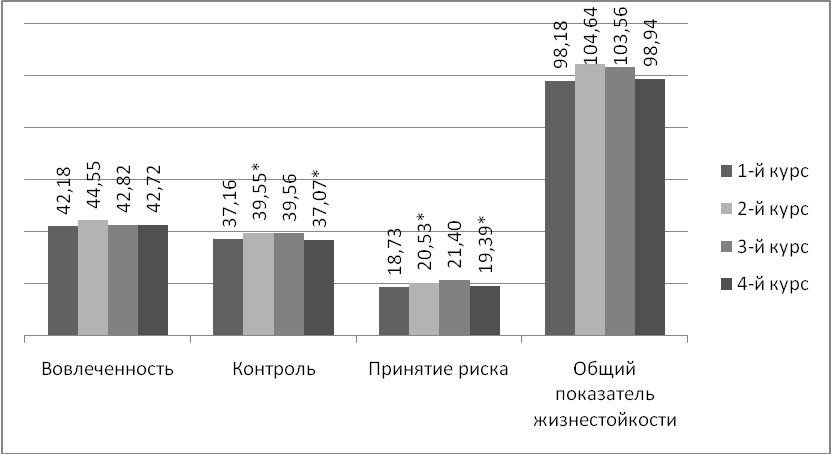 42,18
44,55
42,82
42,72
37,16
39,55*
39,56
37,07*
18,73
20,53*
21,40
19,39*
98,18
104,64
103,56
98,94
Вовлеченность
Контроль
Принятие риска
Общий
показатель
жизнестойкости
1-й курс
2-й курс
3-й курс
4-й курс